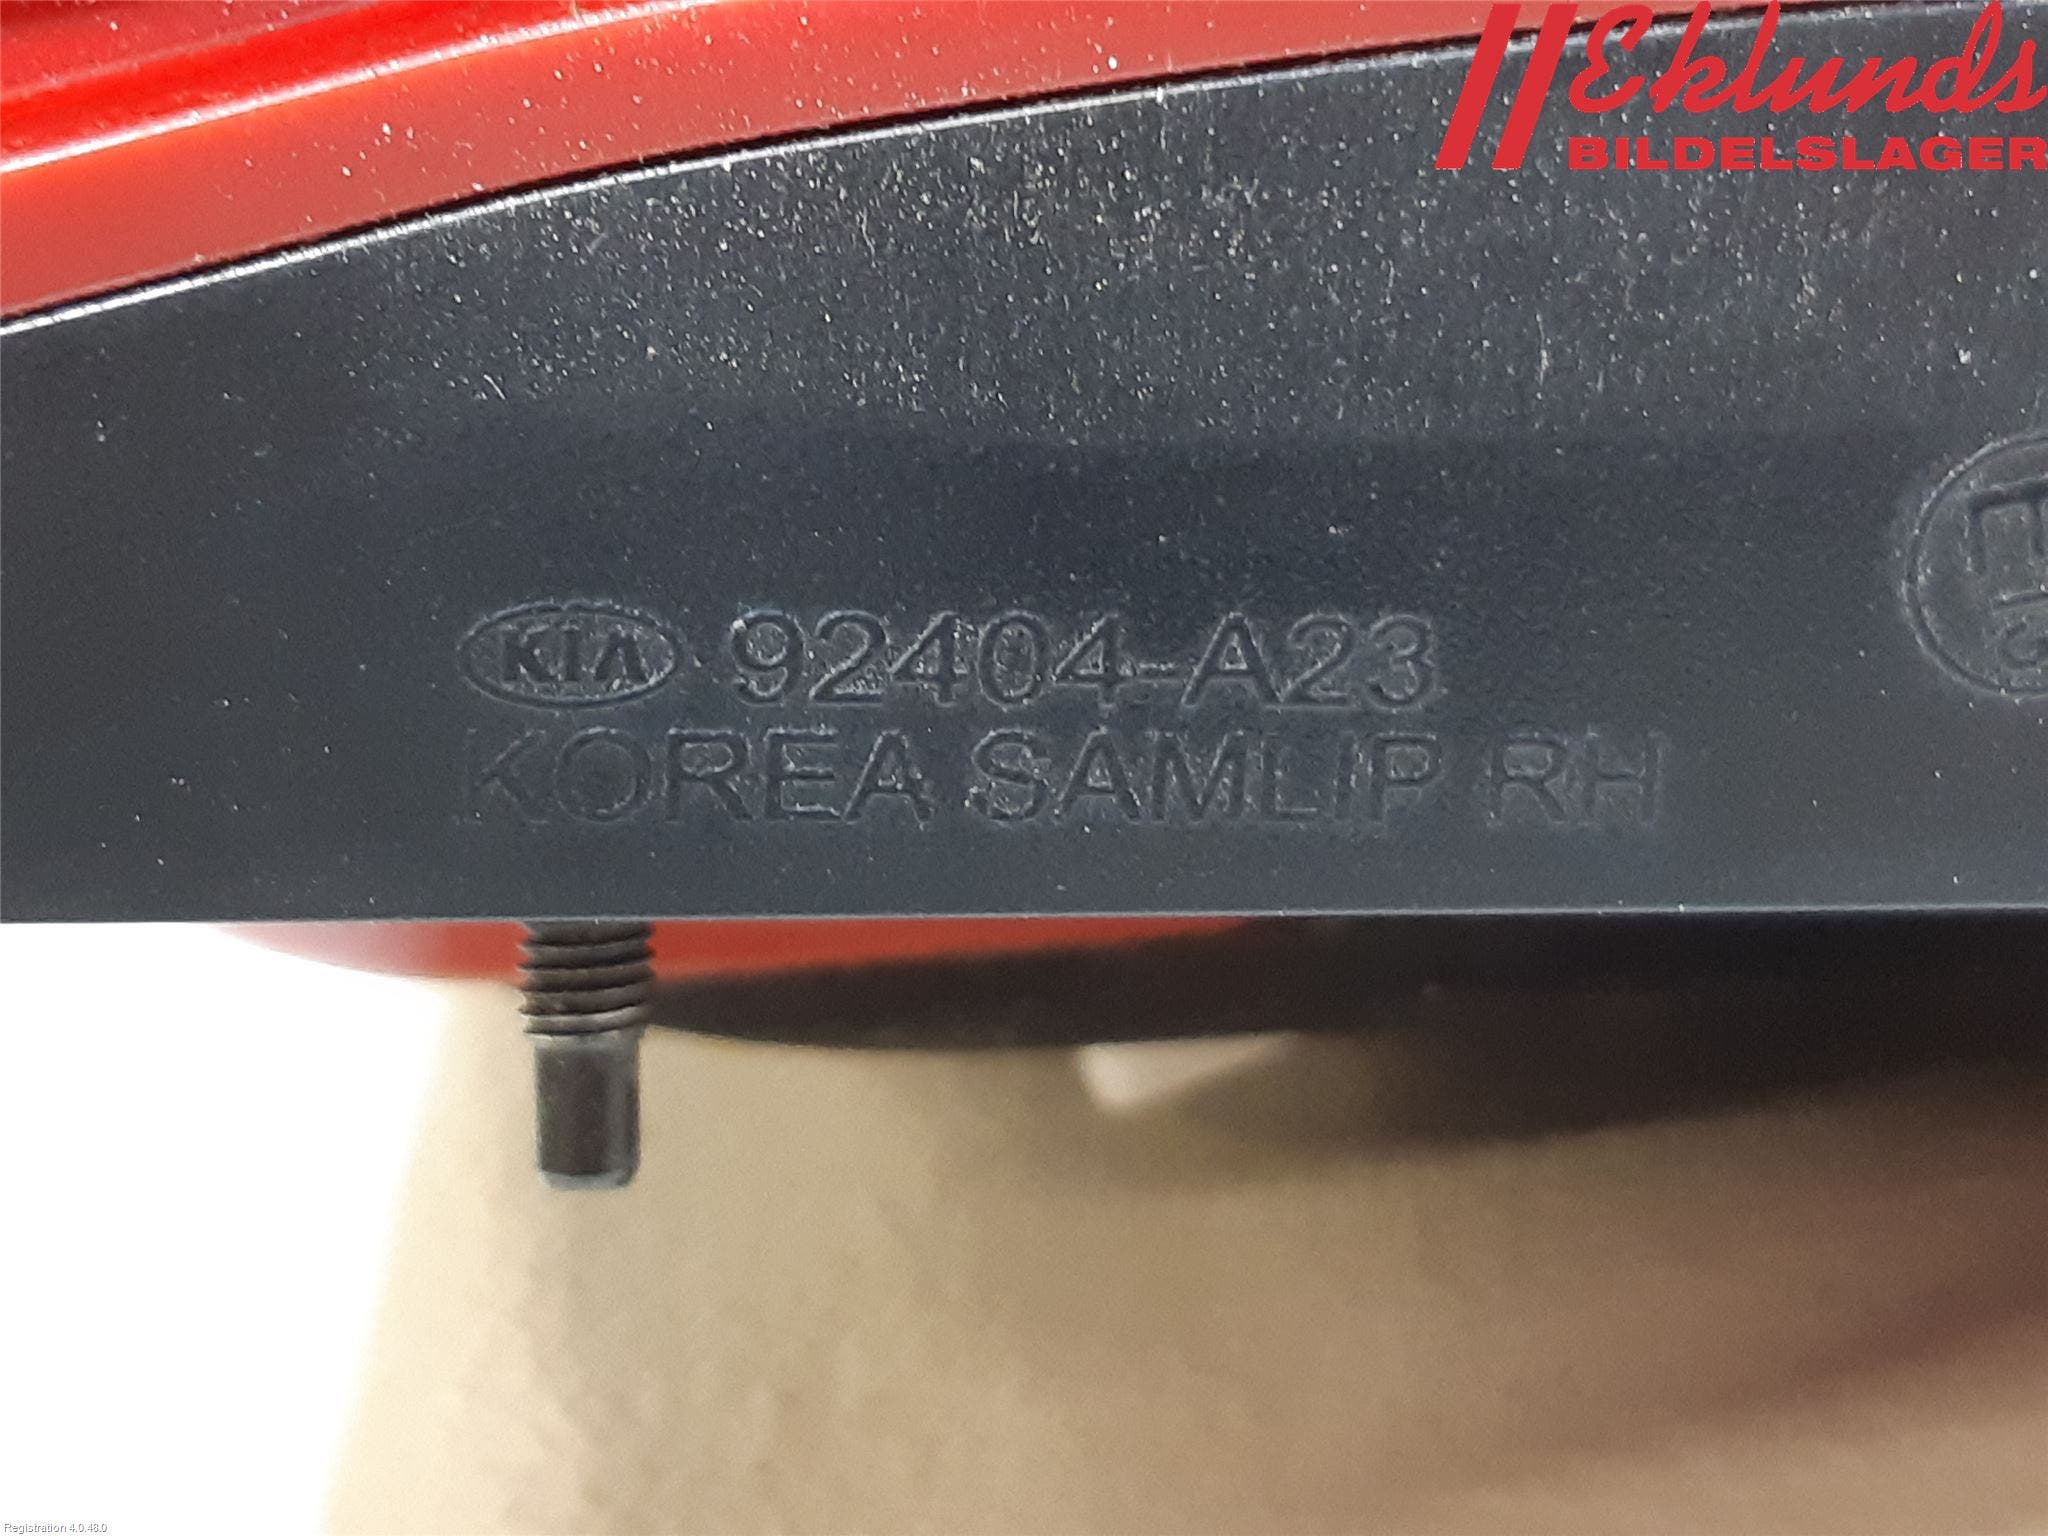 Eklunds
BILDELSLAGER
KIA 92404-A23
KOREA SAMLIP RH
E
Registration 4.0.48.0